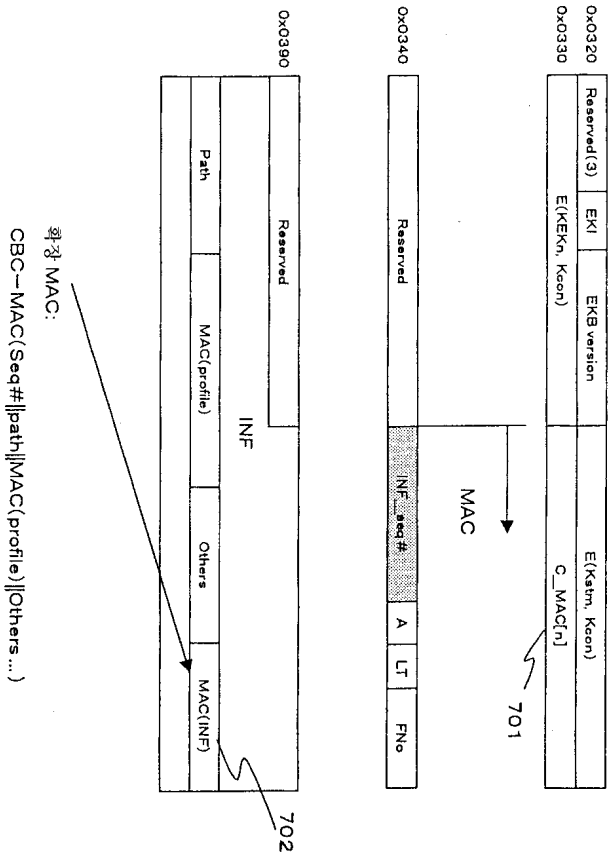 0x0320 Reserved(3) EKI EKB version E(Kstm, Kcon)
0x0330 E(KEKn, Kcon) C_MAC[n]
701
MAC
0x0340 Reserved INF_seq# A LT FNo
0x0390 Reserved
INF
Path MAC(profile) Others MAC(INF)
702
확장 MAC:
CBC-MAC(Seq#||path||MAC(profile)||Others ...)